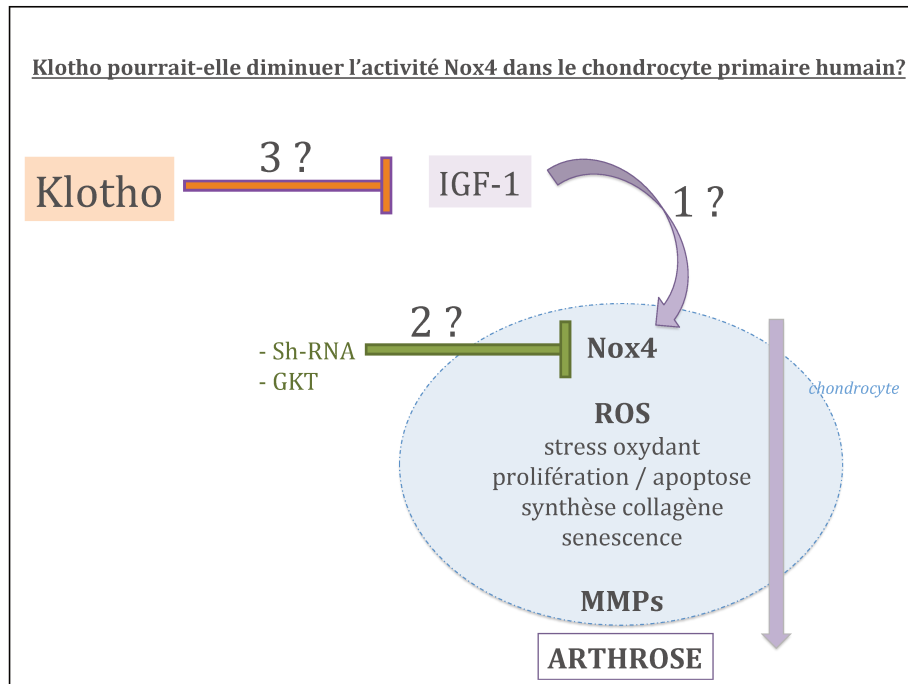 Klotho pourrait-elle diminuer l’activité Nox4 dans le chondrocyte primaire humain?
3 ?
Klotho
IGF-1
1 ?
2 ?
- Sh-RNA
- GKT
Nox4
chondrocyte
ROS
stress oxydant
prolifération / apoptose
synthèse collagène
senescence
MMPs
ARTHROSE